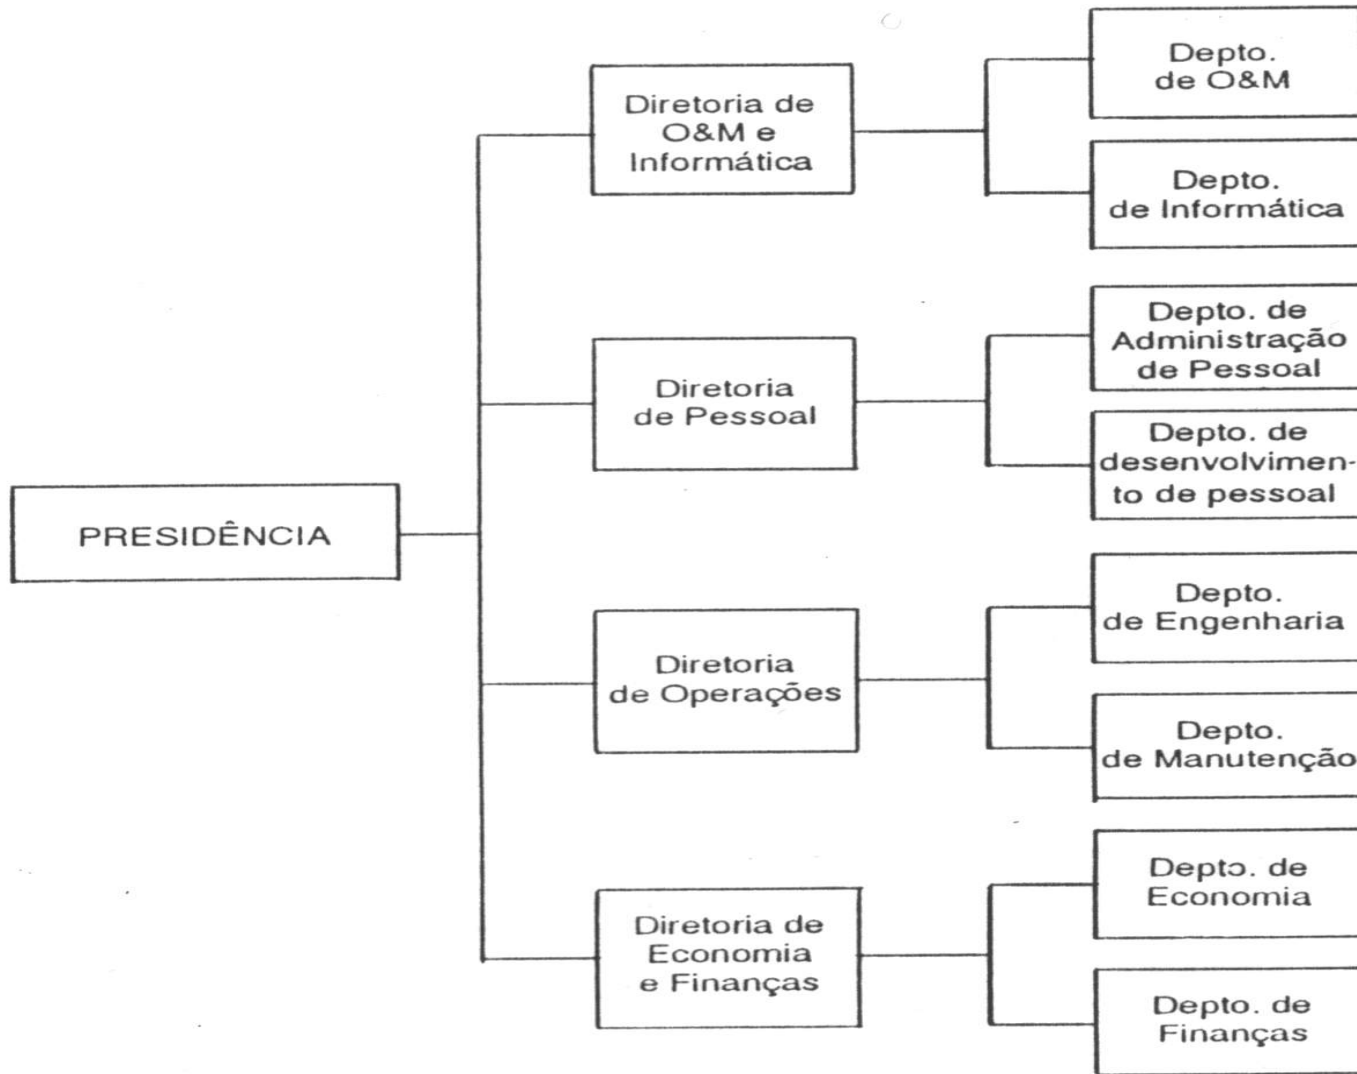 PRESIDÊNCIA
Diretoria de
O&M e
Informática
Depto.
de O&M
Depto.
de Informática
Diretoria
de Pessoal
Depto. de
Administração
de Pessoal
Depto. de
desenvolvimen-
to de pessoal
Diretoria
de Operações
Depto.
de Engenharia
Depto.
de Manutenção
Diretoria de
Economia
e Finanças
Depto. de
Economia
Depto. de
Finanças